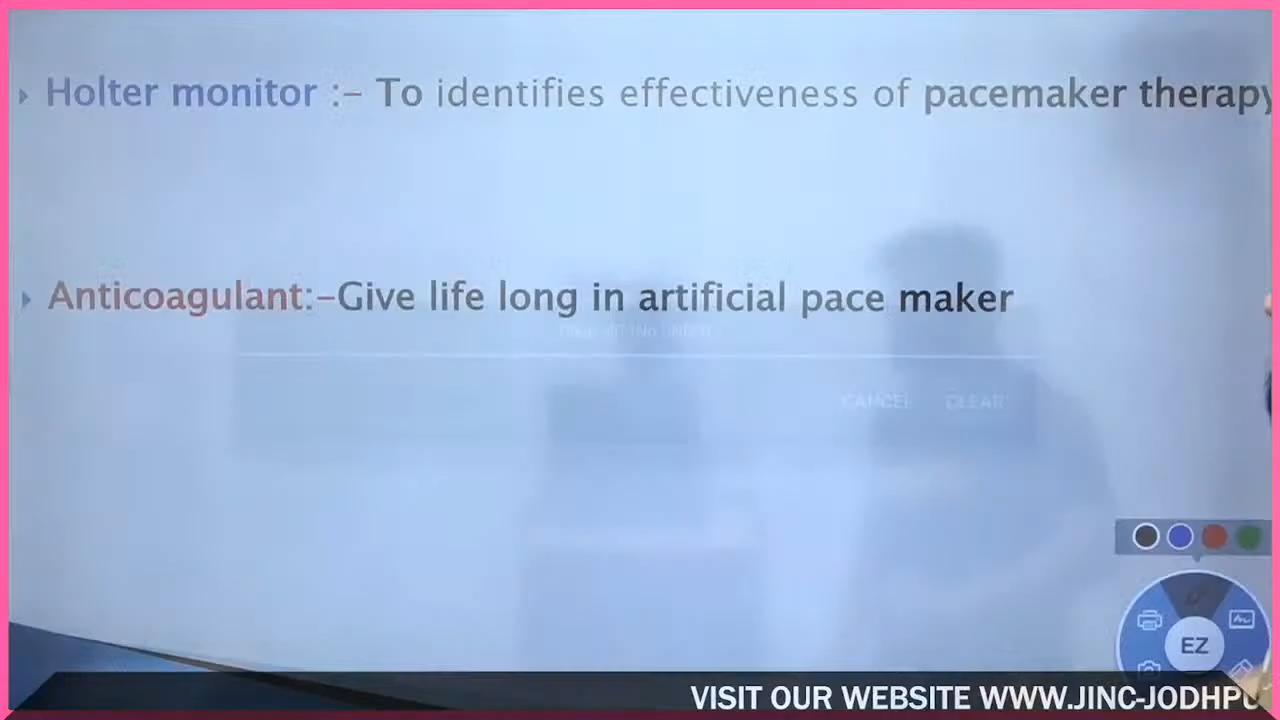 Holter monitor :- To identifies effectiveness of pacemaker therapy
Anticoagulant:-Give life long in artificial pace maker
CANCEL CLEAR
EZ
VISIT OUR WEBSITE WWW.JINC-JODHPU